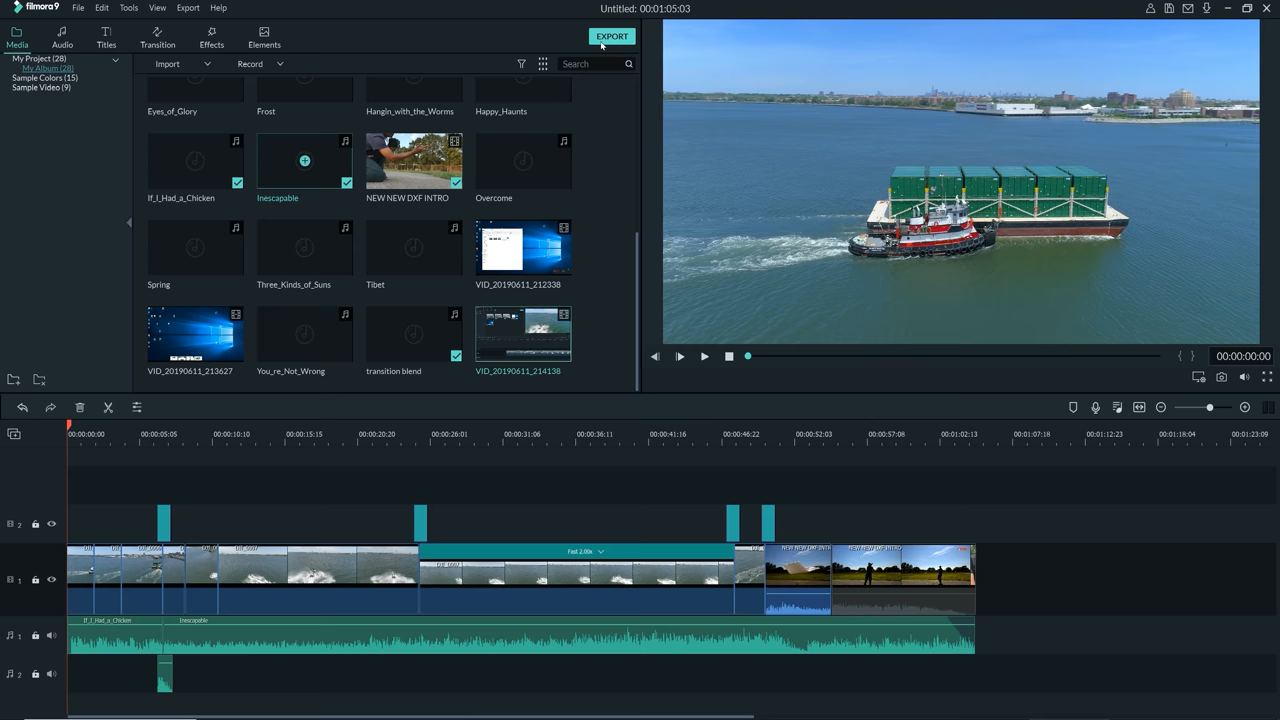 filmora9 File Edit Tools View Export Help Untitled: 00:01:05:03
Media Audio Titles Transition Effects Elements EXPORT
My Project (28)
My Album (28)
Sample Colors (15)
Sample Video (9)
Import Record Search
Eyes_of_Glory Frost Hangin_with_the_Worms Happy_Haunts
If_I_Had_a_Chicken Inescapable NEW NEW DXF INTRO Overcome
Spring Three_Kinds_of_Suns Tibet VID_20190611_212338
VID_20190611_213627 You_re_Not_Wrong transition blend VID_20190611_214138
{ } 00:00:00:00
00:00:00:00 00:00:05:05 00:00:10:10 00:00:15:15 00:00:20:20 00:00:26:01 00:00:31:06 00:00:36:11 00:00:41:16 00:00:46:22 00:00:52:03 00:00:57:08 00:01:02:13 00:01:07:18 00:01:12:23 00:01:18:04 00:01:23:09
2
Fast 2.00x
NEW NEW DXF INTR NEW NEW DXF INTRO
1
If_I_Had_a_Chicken Inescapable
1
2